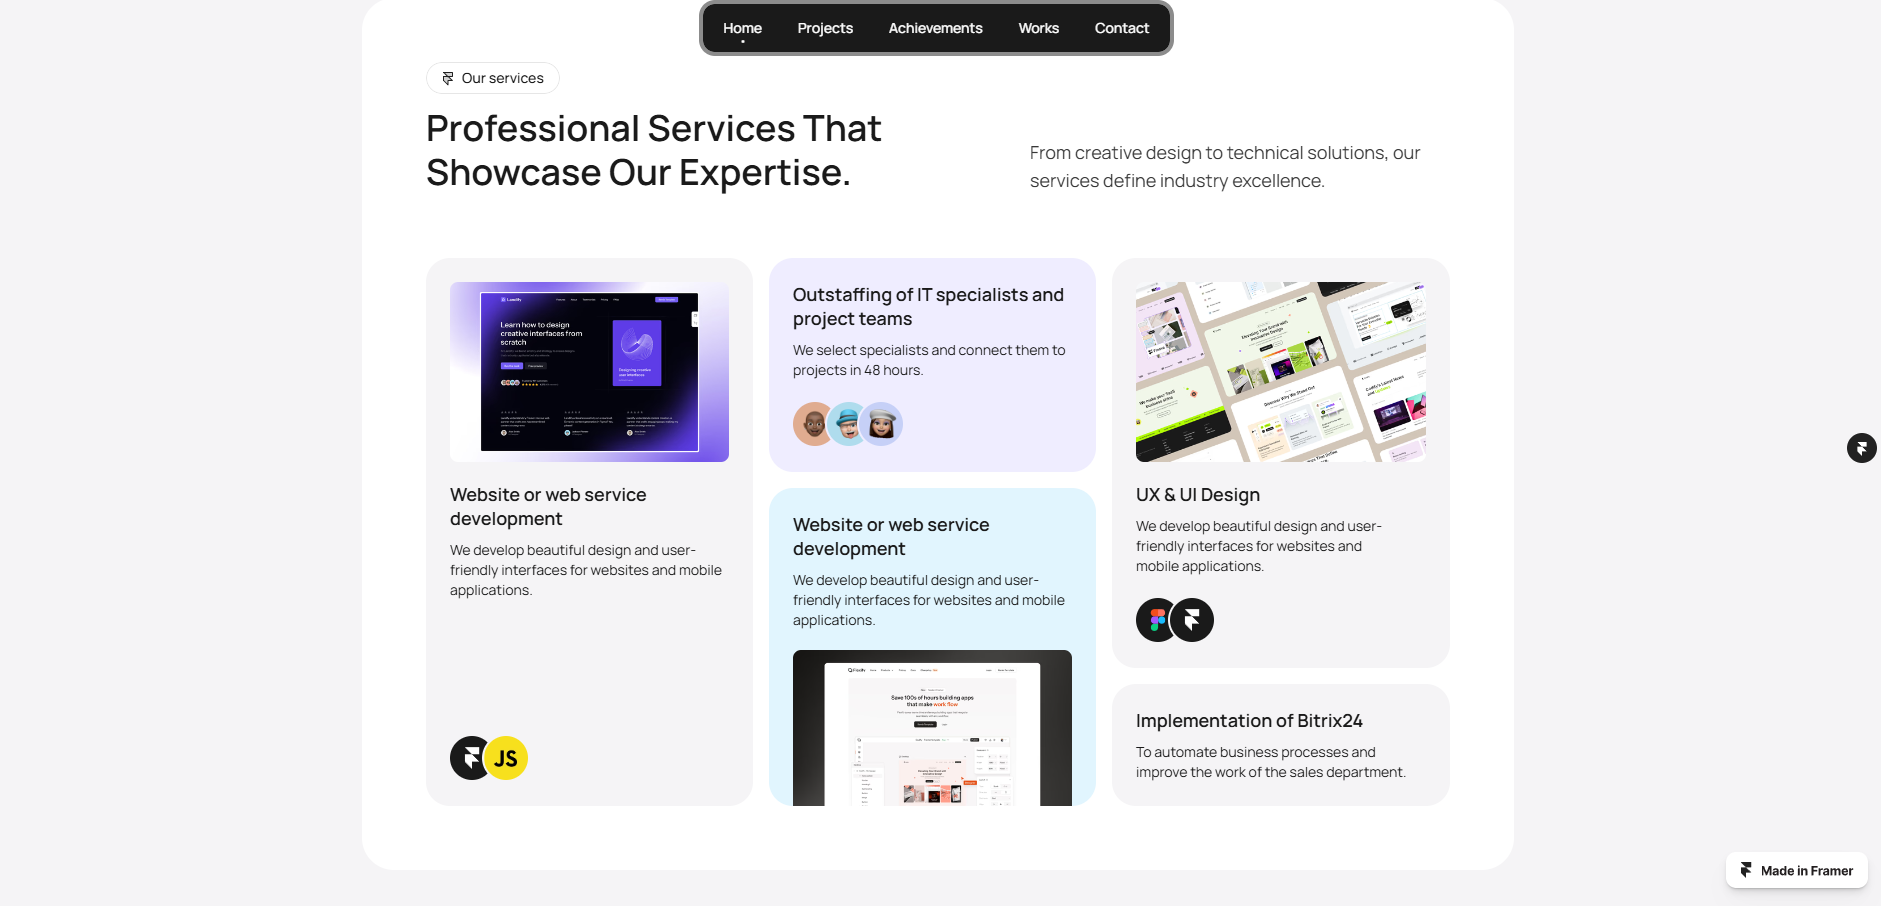 Home
Projects
Achievements
Works
Contact
Our services
Professional Services That
Showcase Our Expertise.
From creative design to technical solutions, our
services define industry excellence.
Learn how to design
creative interfaces from
scratch
Designing creative
user interfaces
Website or web service
development
We develop beautiful design and user-
friendly interfaces for websites and mobile
applications.
JS
Outstaffing of IT specialists and
project teams
We select specialists and connect them to
projects in 48 hours.
Website or web service
development
We develop beautiful design and user-
friendly interfaces for websites and mobile
applications.
Save 100s of hours building apps
that make work flow
UX & UI Design
We develop beautiful design and user-
friendly interfaces for websites and
mobile applications.
Implementation of Bitrix24
To automate business processes and
improve the work of the sales department.
Made in Framer